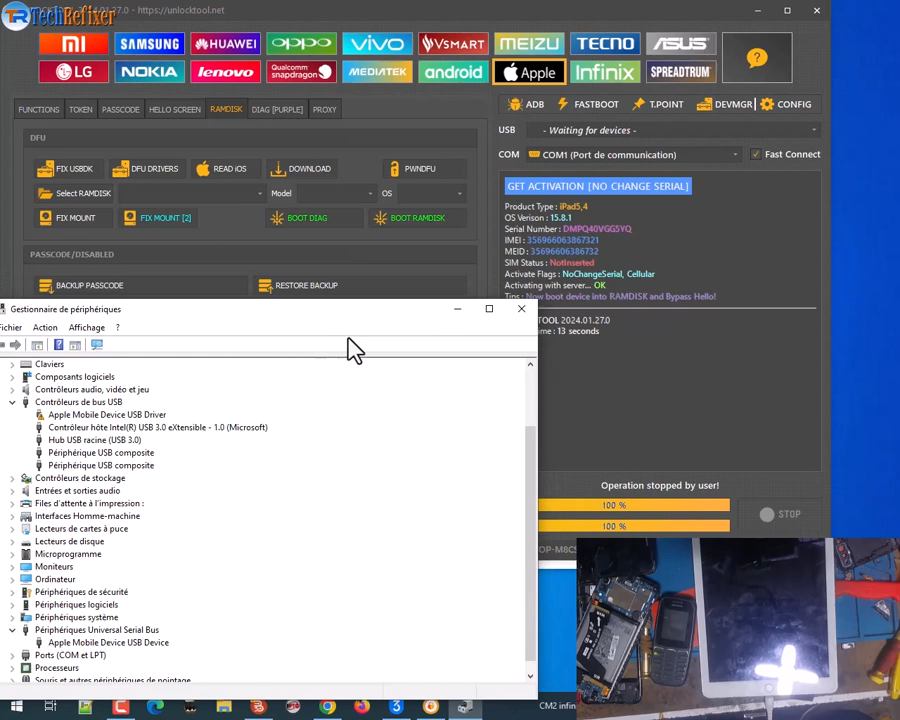 TechRefixer
2024.01.27.0 - https://unlocktool.net
MI SAMSUNG HUAWEI OPPO VIVO VSMART MEIZU TECNO ASUS
LG NOKIA lenovo Qualcomm snapdragon MEDIATEK android Apple Infinix SPREADTRUM ?
FUNCTIONS TOKEN PASSCODE HELLO SCREEN RAMDISK DIAG [PURPLE] PROXY
ADB FASTBOOT T.POINT DEVMGR CONFIG
USB - Waiting for devices -
COM COM1 (Port de communication) Fast Connect
DFU
FIX USBDK DFU DRIVERS READ iOS DOWNLOAD PWNDFU
Select RAMDISK Model OS
FIX MOUNT FIX MOUNT [2] BOOT DIAG BOOT RAMDISK
PASSCODE/DISABLED
BACKUP PASSCODE RESTORE BACKUP
GET ACTIVATION [NO CHANGE SERIAL]
Product Type : iPad5,4
OS Verison : 15.8.1
Serial Number : DMPQ40VGG5YQ
IMEI : 356966063867321
MEID : 35696606386732
SIM Status : NotInserted
Activate Flags : NoChangeSerial, Cellular
Activating with server... OK
Tips : Now boot device into RAMDISK and Bypass Hello!
TOOL 2024.01.27.0
me : 13 seconds
Operation stopped by user!
100 %
100 %
STOP
Gestionnaire de périphériques
Fichier Action Affichage ?
Claviers
Composants logiciels
Contrôleurs audio, vidéo et jeu
Contrôleurs de bus USB
Apple Mobile Device USB Driver
Contrôleur hôte Intel(R) USB 3.0 eXtensible - 1.0 (Microsoft)
Hub USB racine (USB 3.0)
Périphérique USB composite
Périphérique USB composite
Contrôleurs de stockage
Entrées et sorties audio
Files d'attente à l'impression :
Interfaces Homme-machine
Lecteurs de cartes à puce
Lecteurs de disque
Microprogramme
Moniteurs
Ordinateur
Périphériques de sécurité
Périphériques logiciels
Périphériques système
Périphériques Universal Serial Bus
Apple Mobile Device USB Device
Ports (COM et LPT)
Processeurs
Souris et autres périphériques de pointage
CM2 infin